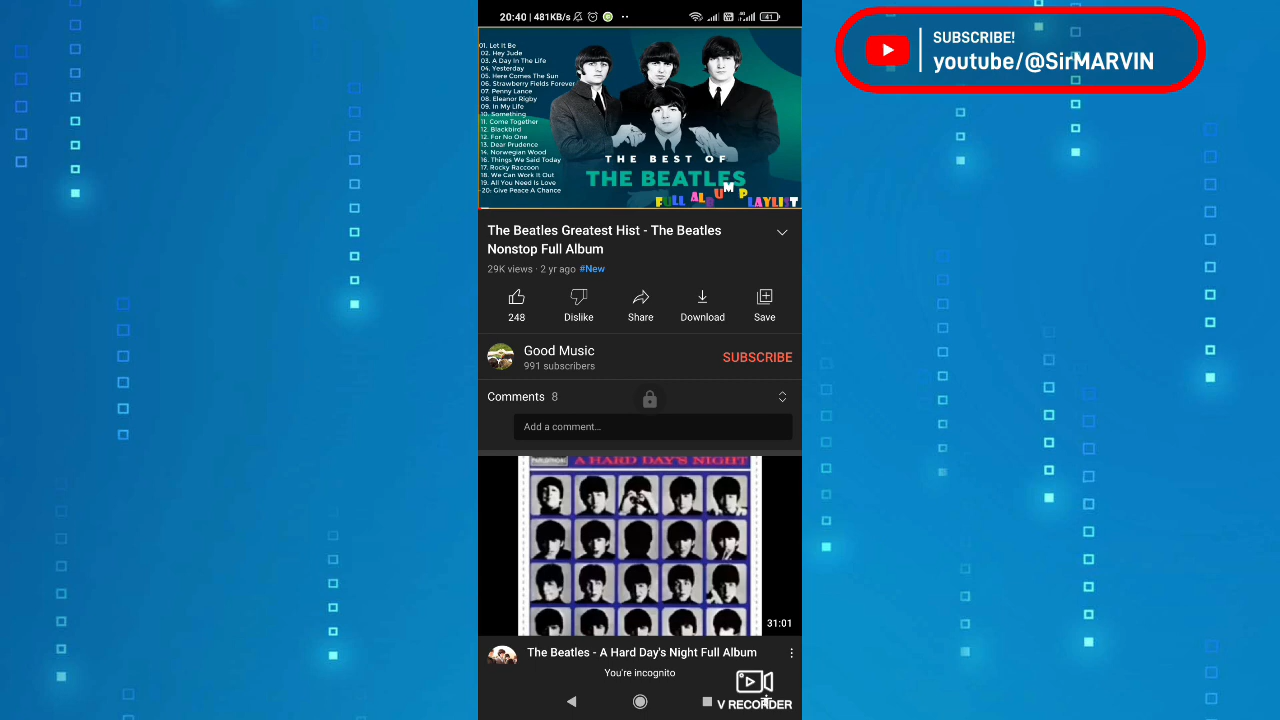 20:40 | 481KB/s
4G
41
SUBSCRIBE!
youtube/@SirMARVIN
01. Let It Be
02. Hey Jude
03. A Day In The Life
04. Yesterday
05. Here Comes The Sun
06. Strawberry Fields Forever
07. Penny Lance
08. Eleanor Rigby
09. In My Life
10. Something
11. Come Together
12. Blackbird
12. For No One
13. Dear Prudence
14. Norwegian Wood
16. Things We Said Today
17. Rocky Raccoon
18. We Can Work It Out
19. All You Need Is Love
20: Give Peace A Chance
THE BEST OF
THE BEATLES
FULL ALBUM PLAYLIST
The Beatles Greatest Hist - The Beatles
Nonstop Full Album
29K views · 2 yr ago #New
248
Dislike
Share
Download
Save
Good Music
991 subscribers
SUBSCRIBE
Comments 8
Add a comment...
A HARD DAY'S NIGHT
31:01
The Beatles - A Hard Day's Night Full Album
You're incognito
V RECORDER